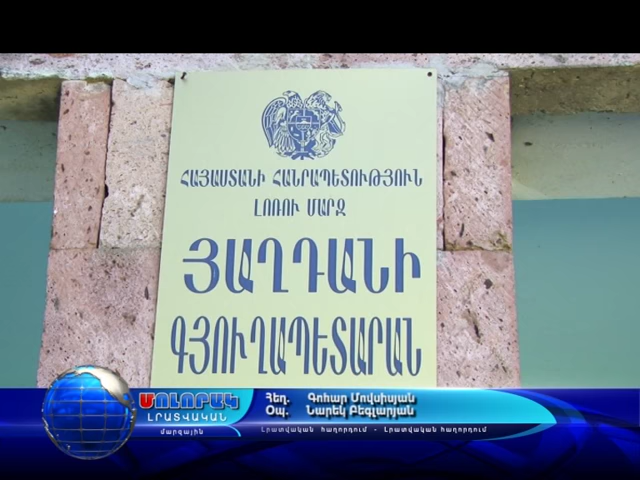 ՀԱՅԱՍՏԱՆԻ ՀԱՆՐԱՊԵՏՈՒԹՅՈՒՆ
ԼՈՌՈՒ ՄԱՐԶ
ՅԱՂԴԱՆԻ
ԳՅՈՒՂԱՊԵՏԱՐԱՆ
ՄՈԼՈՐԱԿ
ԼՐԱՏՎԱԿԱՆ
մարզային
Հեղ. Գոհար Մովսիսյան
Օպ. Նարեկ Բեգլարյան
Լրատվական հաղորդում - Լրատվական հաղորդում